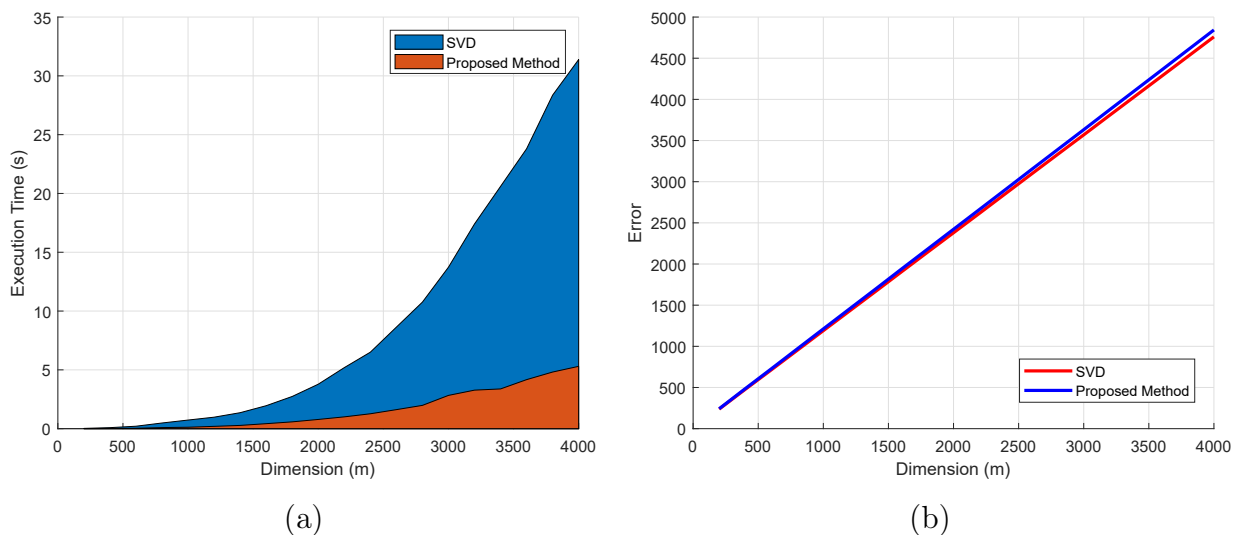 35
30
25
20
15
10
5
0
Execution Time (s)
SVD
Proposed Method
0 500 1000 1500 2000 2500 3000 3500 4000
Dimension (m)
(a)
5000
4500
4000
3500
3000
2500
2000
1500
1000
500
0
Error
SVD
Proposed Method
0 500 1000 1500 2000 2500 3000 3500 4000
Dimension (m)
(b)